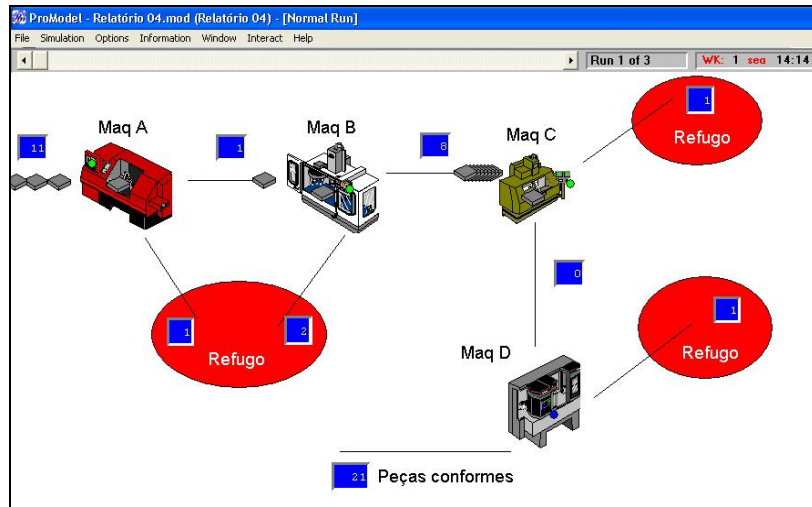 ProModel - Relatório 04.mod (Relatório 04) - [Normal Run]
File Simulation Options Information Window Interact Help
Run 1 of 3 WK: 1 seg 14:14
Maq A
Maq B
Maq C
11
1
8
1
Refugo
0
1
2
Refugo
Maq D
1
Refugo
21 Peças conformes